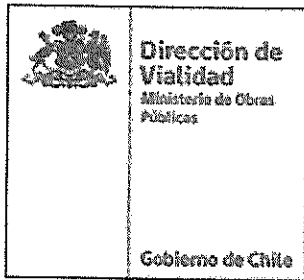 Dirección de
Vialidad
Ministerio de Obras
Públicas
Gobierno de Chile